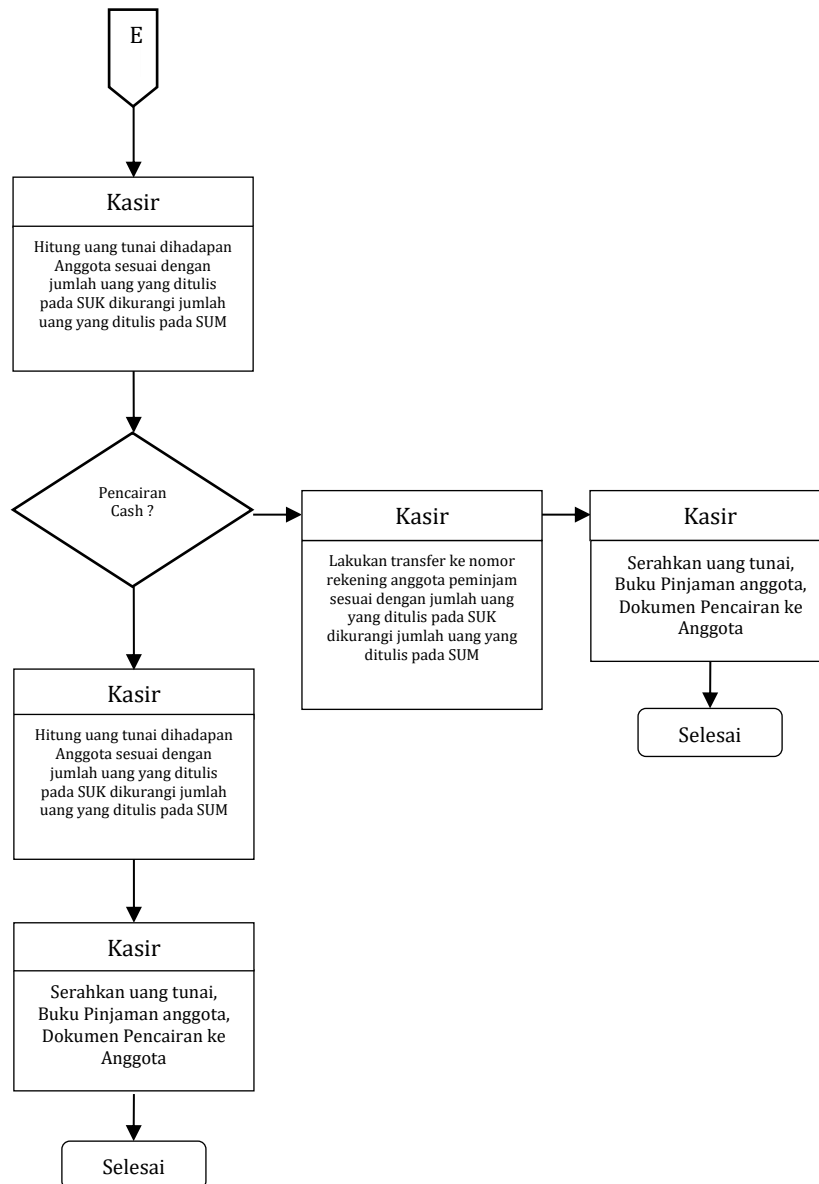 E
Kasir
Hitung uang tunai dihadapan
Anggota sesuai dengan
jumlah uang yang ditulis
pada SUK dikurangi jumlah
uang yang ditulis pada SUM
Pencairan
Cash ?
Kasir
Lakukan transfer ke nomor
rekening anggota peminjam
sesuai dengan jumlah uang
yang ditulis pada SUK
dikurangi jumlah uang yang
ditulis pada SUM
Kasir
Serahkan uang tunai,
Buku Pinjaman anggota,
Dokumen Pencairan ke
Anggota
Selesai
Kasir
Hitung uang tunai dihadapan
Anggota sesuai dengan
jumlah uang yang ditulis
pada SUK dikurangi jumlah
uang yang ditulis pada SUM
Kasir
Serahkan uang tunai,
Buku Pinjaman anggota,
Dokumen Pencairan ke
Anggota
Selesai